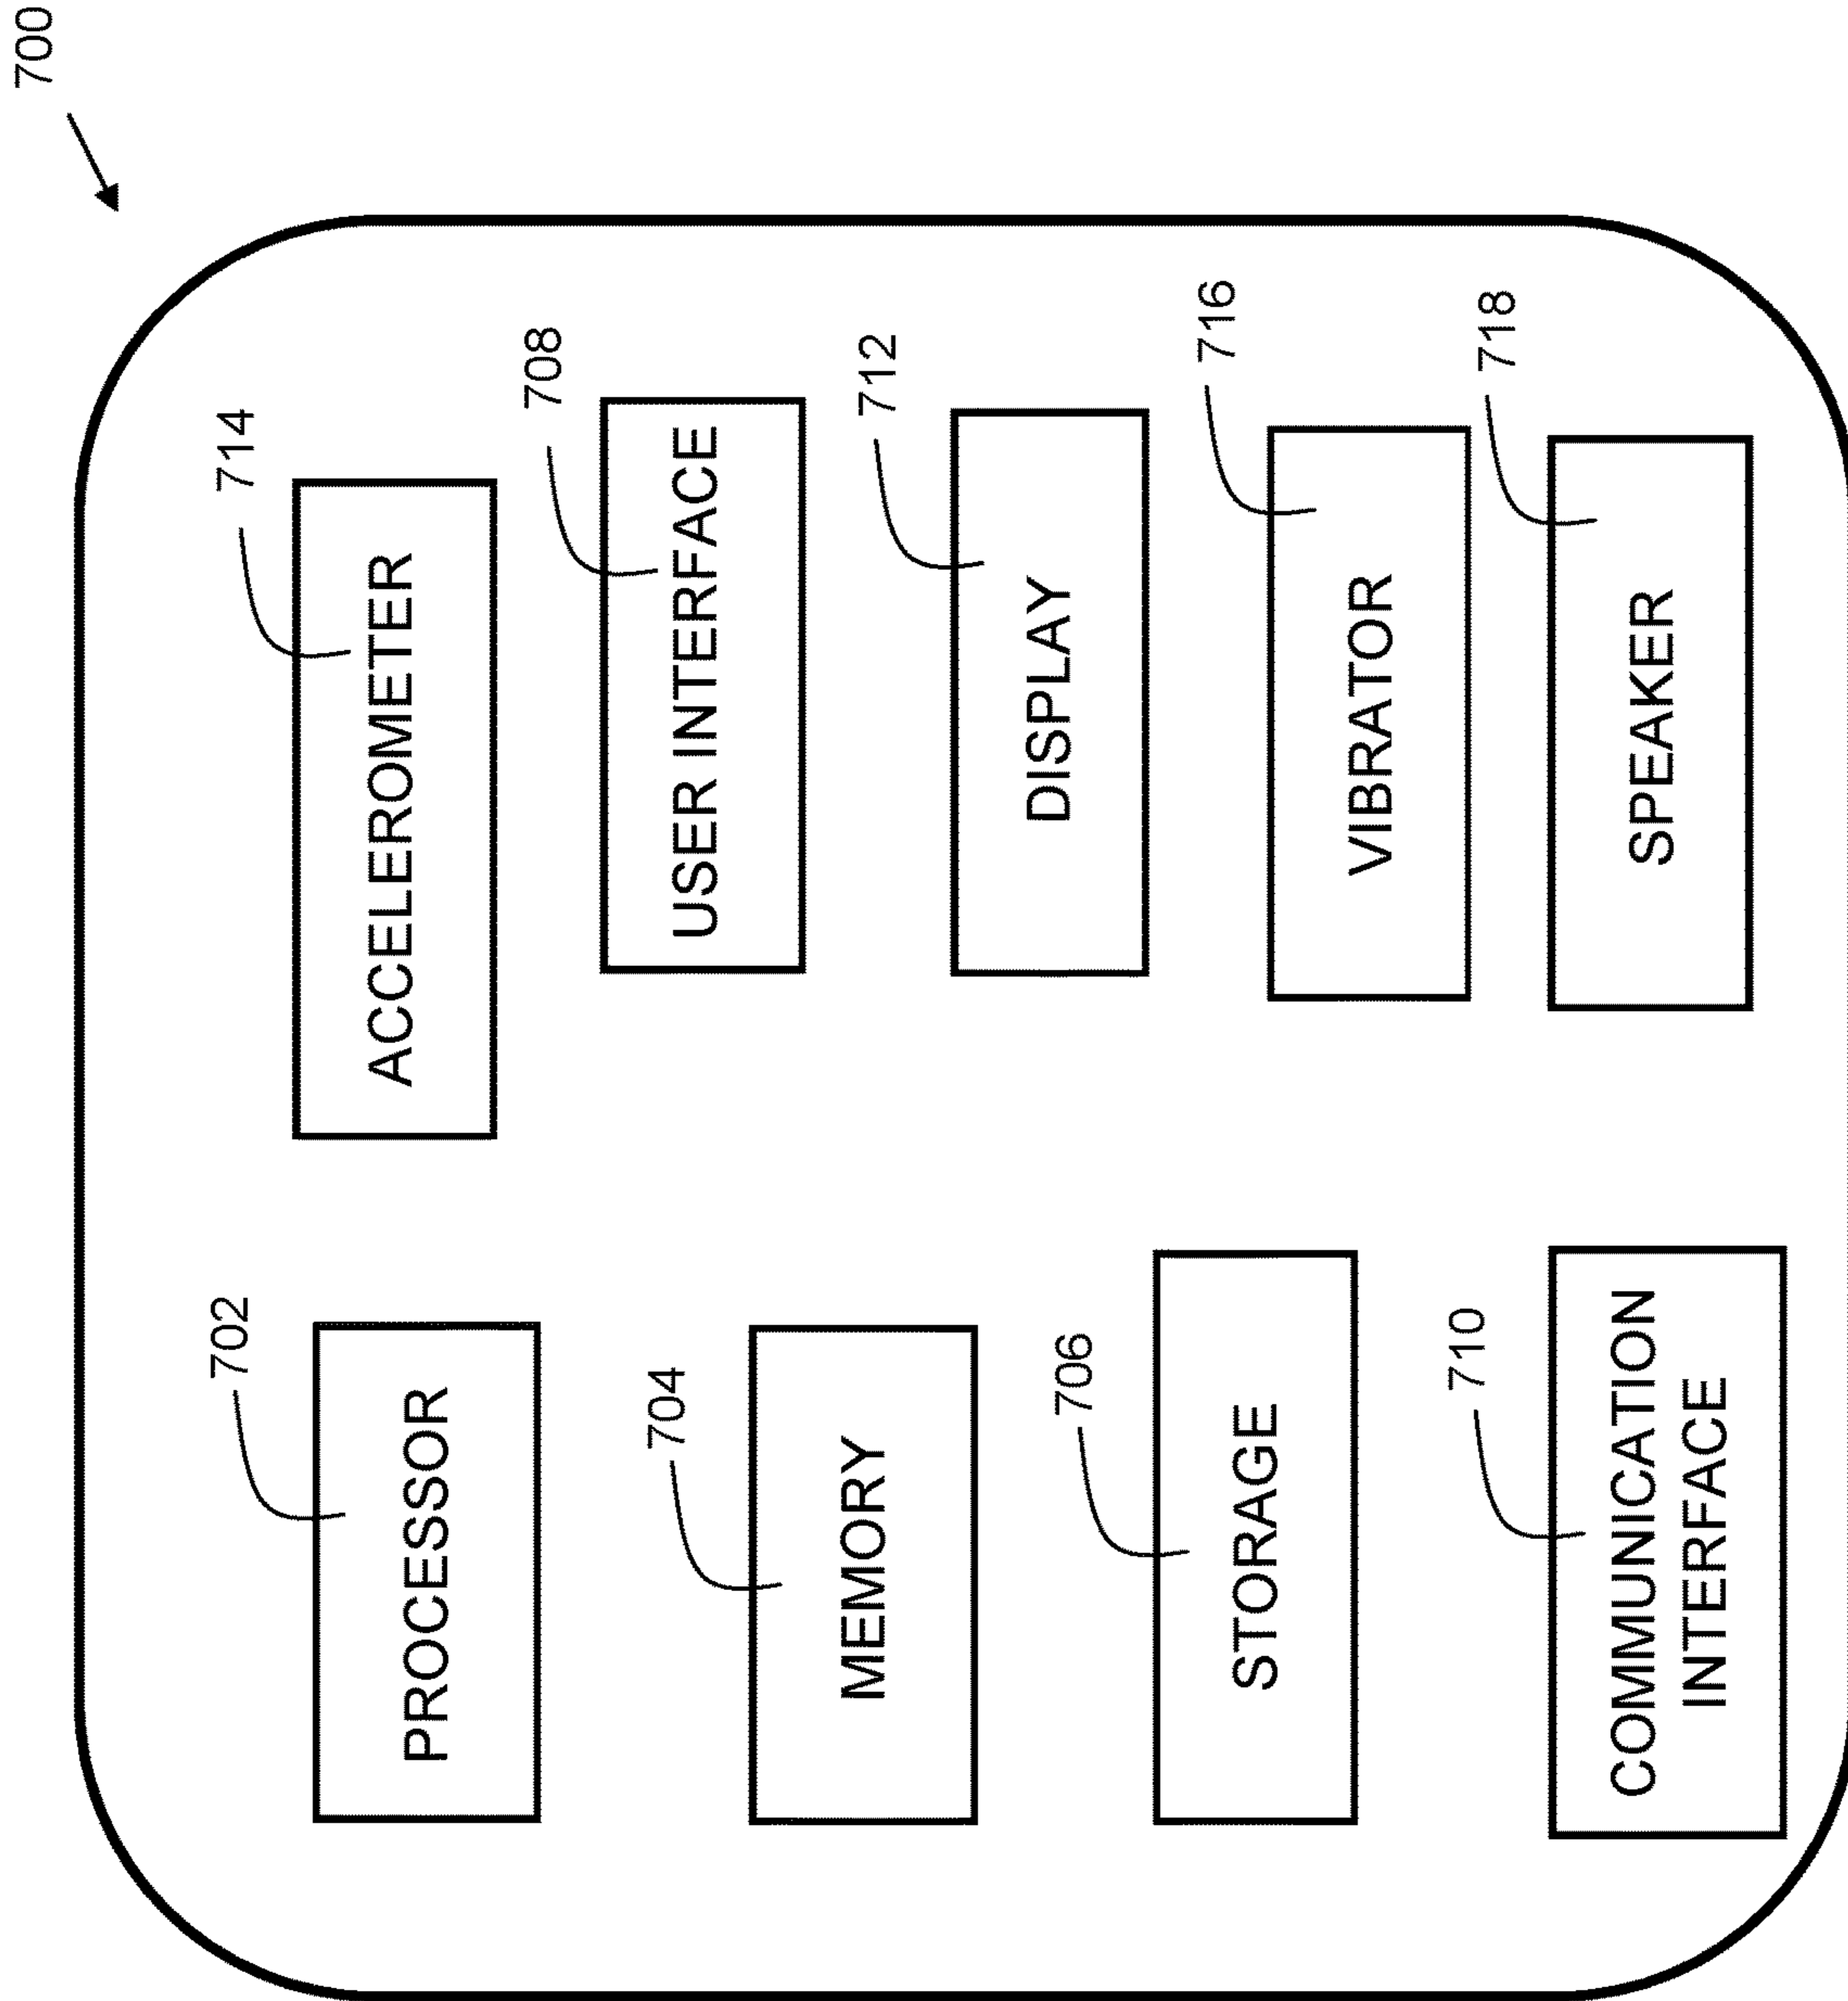 700
702
PROCESSOR
704
MEMORY
706
STORAGE
710
COMMUNICATION
INTERFACE
714
ACCELEROMETER
708
USER INTERFACE
712
DISPLAY
716
VIBRATOR
718
SPEAKER